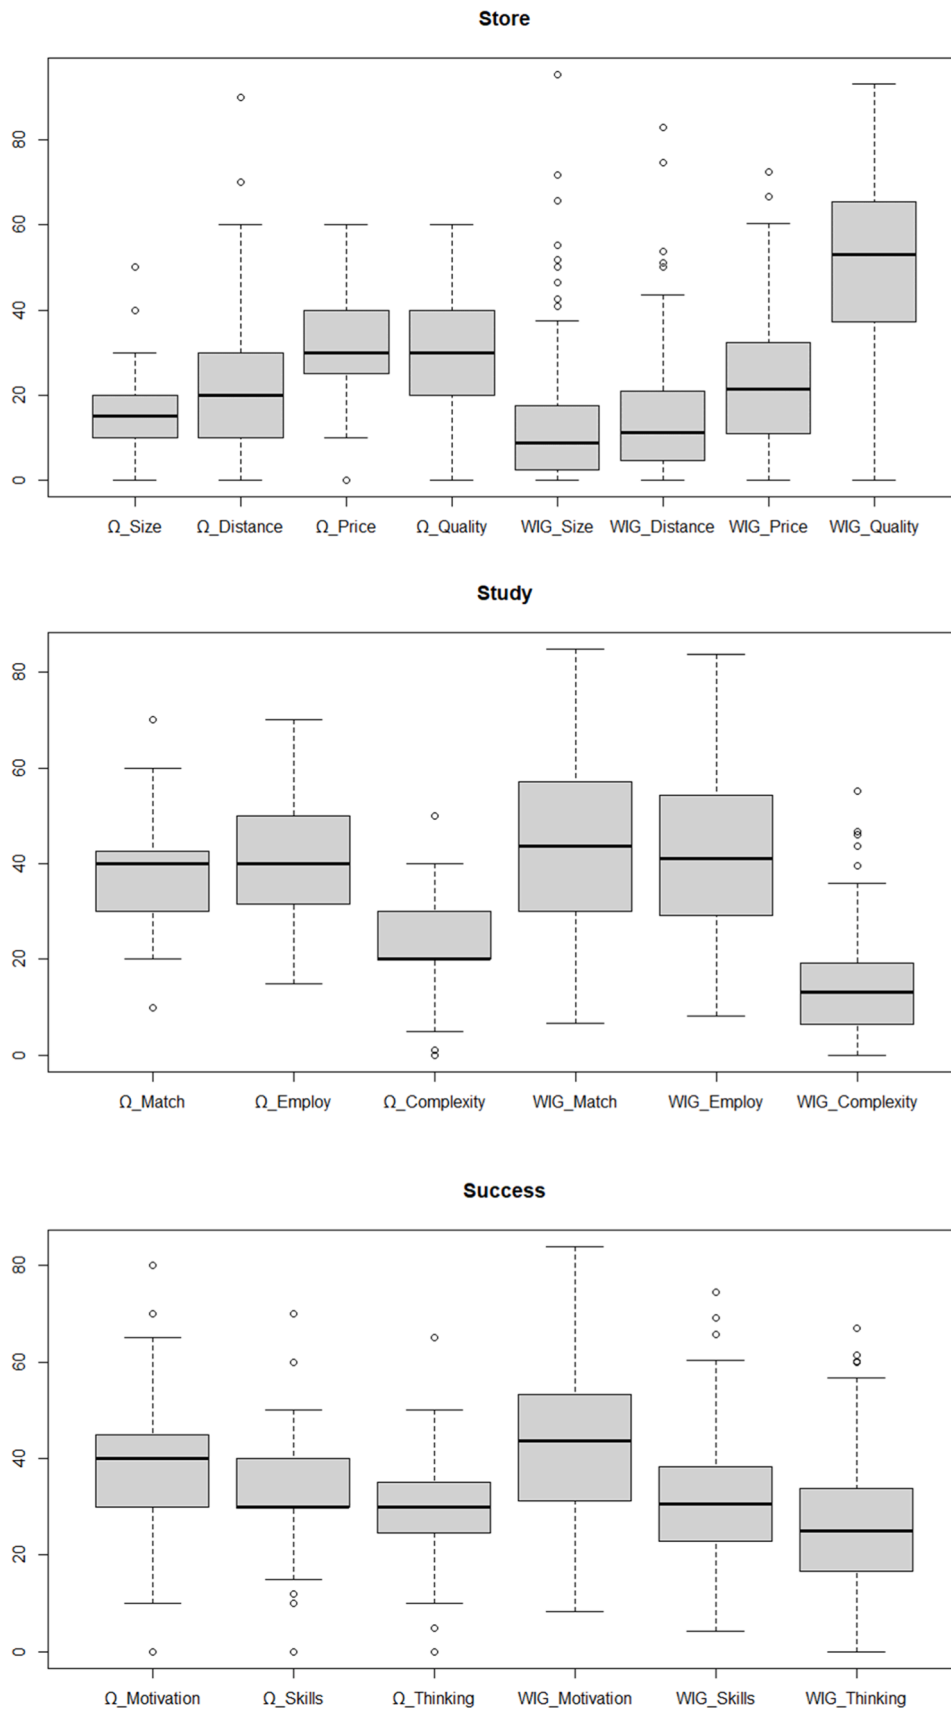 Store
80
60
40
20
0
Ω_Size Ω_Distance Ω_Price Ω_Quality WIG_Size WIG_Distance WIG_Price WIG_Quality
Study
80
60
40
20
0
Ω_Match Ω_Employ Ω_Complexity WIG_Match WIG_Employ WIG_Complexity
Success
80
60
40
20
0
Ω_Motivation Ω_Skills Ω_Thinking WIG_Motivation WIG_Skills WIG_Thinking